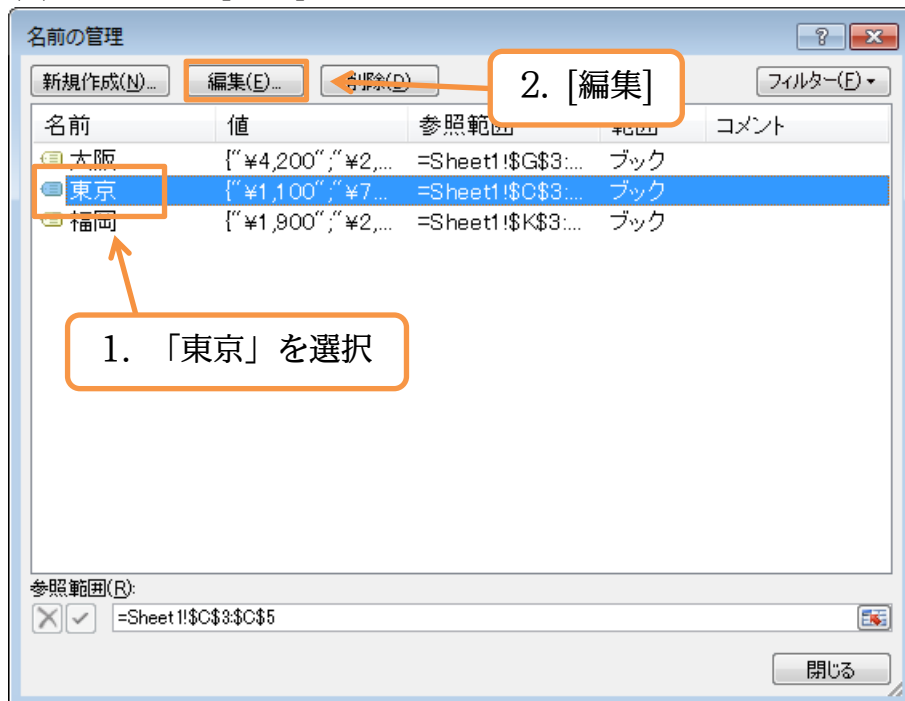 名前の管理
新規作成(N)... 編集(E)... 削除(D) フィルター(F)
2. [編集]
名前 値 参照範囲 範囲 コメント
大阪 {"¥4,200";"¥2,... =Sheet1!$G$3:... ブック
東京 {"¥1,100";"¥7... =Sheet1!$C$3:... ブック
福岡 {"¥1,900";"¥2,... =Sheet1!$K$3:... ブック
1. 「東京」を選択
参照範囲(R):
=Sheet1!$C$3:$C$5
閉じる